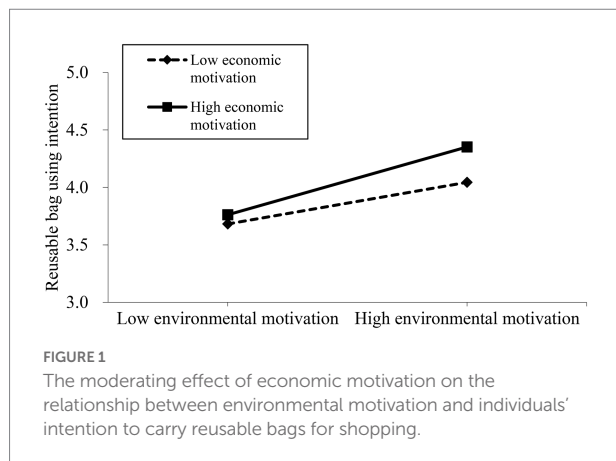 Low economic
motivation
High economic
motivation
Reusable bag using intention
5.0
4.5
4.0
3.5
3.0
Low environmental motivation High environmental motivation
FIGURE 1
The moderating effect of economic motivation on the
relationship between environmental motivation and individuals’
intention to carry reusable bags for shopping.